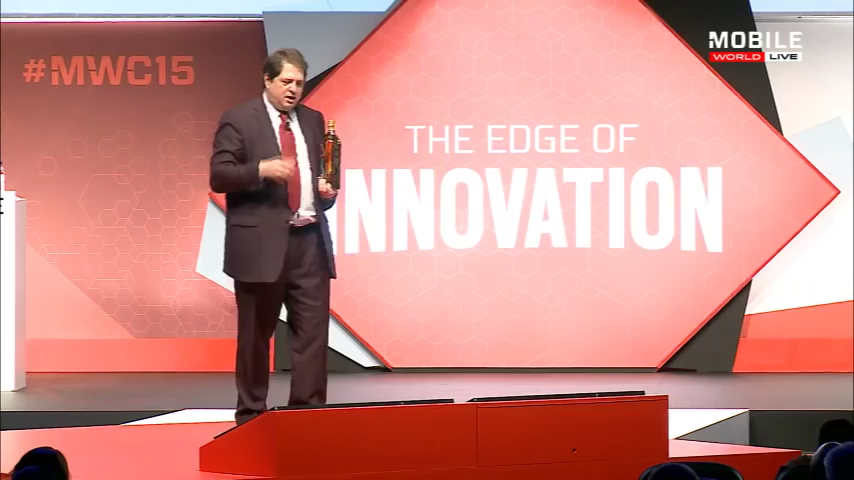 #MWC15
MOBILE
WORLD LIVE
THE EDGE OF
INNOVATION